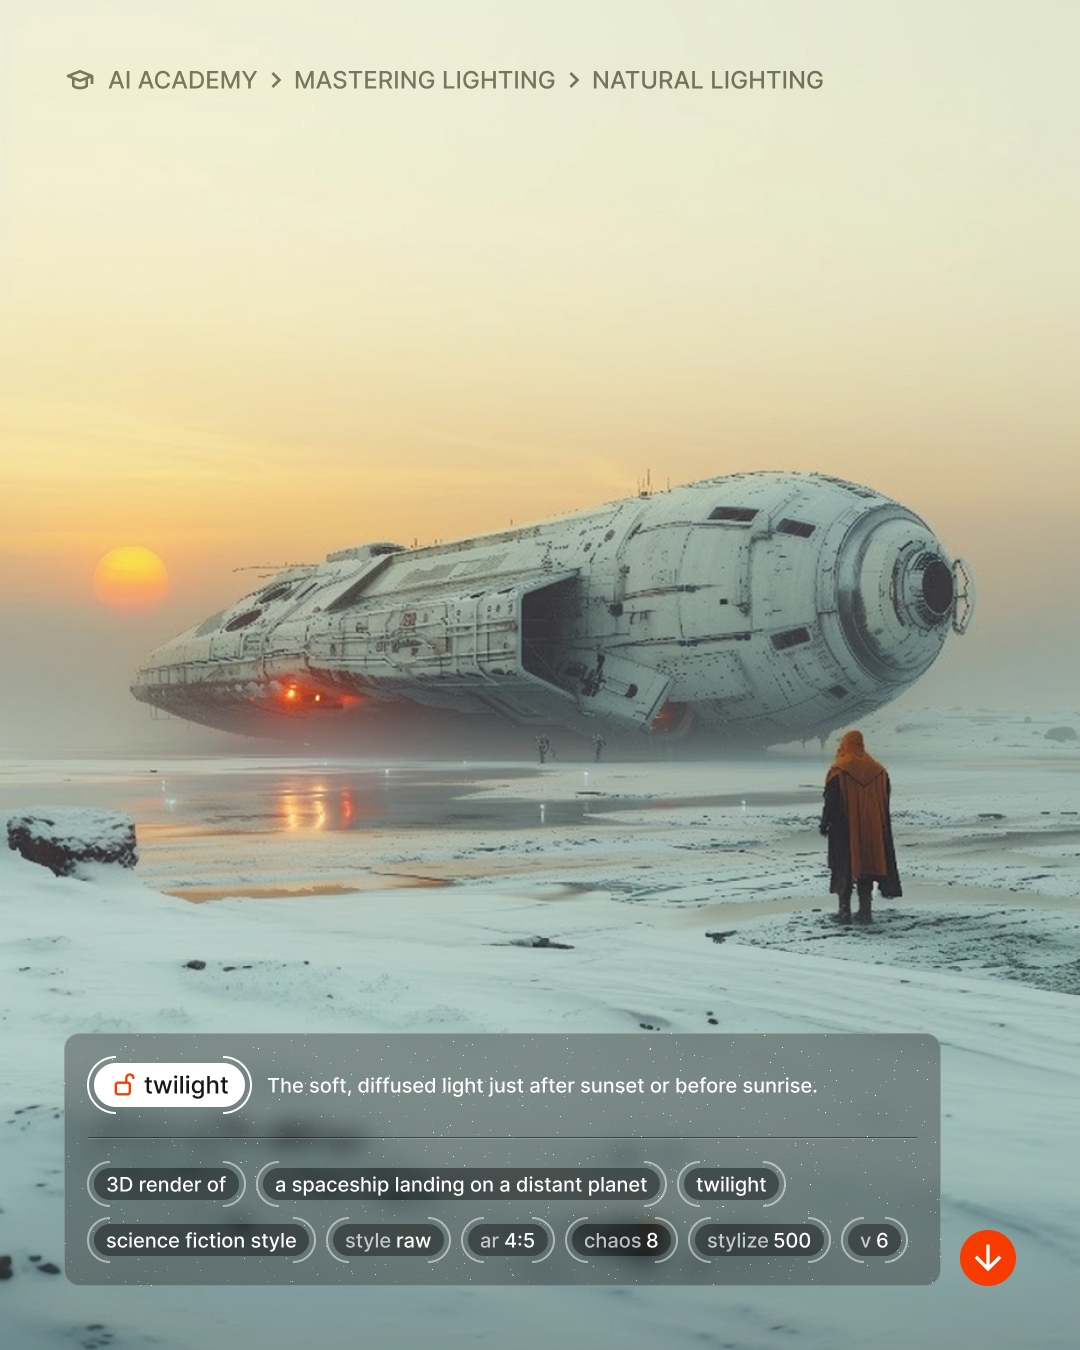 AI ACADEMY > MASTERING LIGHTING > NATURAL LIGHTING
twilight The soft, diffused light just after sunset or before sunrise.
3D render of a spaceship landing on a distant planet twilight
science fiction style style raw ar 4:5 chaos 8 stylize 500 v 6